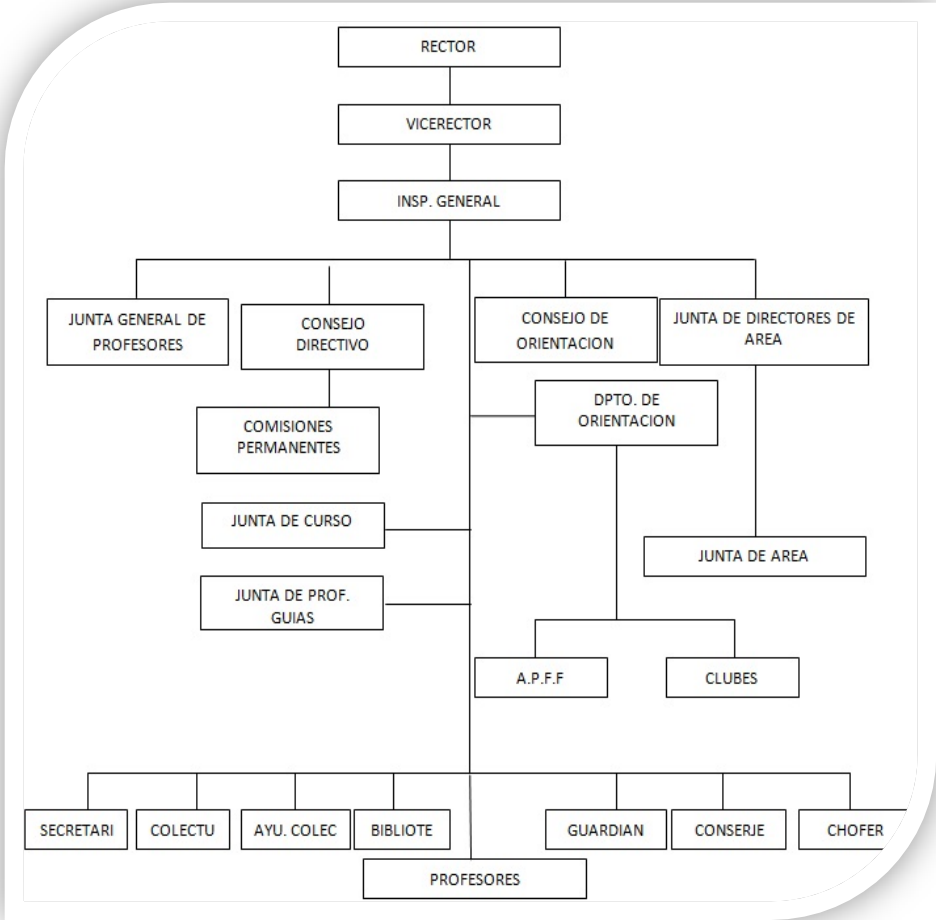 RECTOR
VICERECTOR
INSP. GENERAL
JUNTA GENERAL DE
PROFESORES
CONSEJO
DIRECTIVO
CONSEJO DE
ORIENTACION
JUNTA DE DIRECTORES DE
AREA
DPTO. DE
ORIENTACION
COMISIONES
PERMANENTES
JUNTA DE CURSO
JUNTA DE AREA
JUNTA DE PROF.
GUIAS
A.P.F.F
CLUBES
SECRETARI
COLECTU
AYU. COLEC
BIBLIOTE
GUARDIAN
CONSERJE
CHOFER
PROFESORES